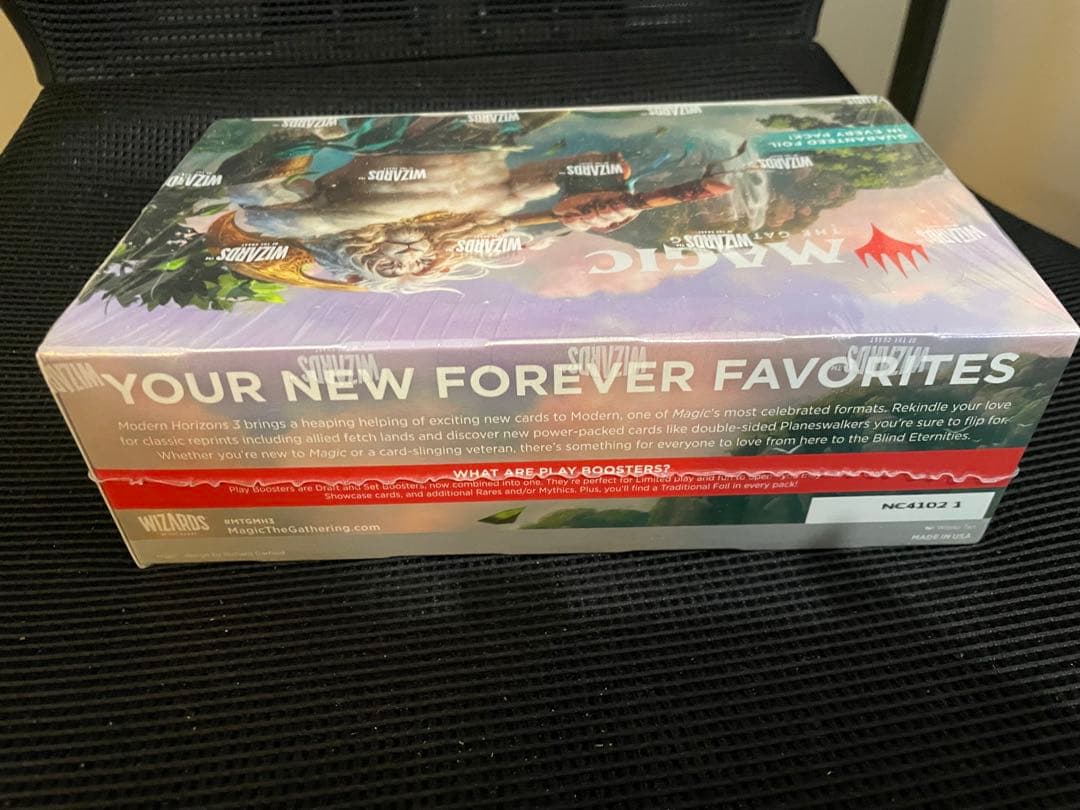 GUARANTEED FOIL
IN EVERY PACK!
WIZARDS
MAGIC
THE GATH
YOUR NEW FOREVER FAVORITES
Modern Horizons 3 brings a heaping helping of exciting new cards to Modern, one of Magic's most celebrated formats. Rekindle your love
for classic reprints including allied fetch lands and discover new power-packed cards like double-sided Planeswalkers you're sure to flip for.
Whether you're new to Magic or a card-slinging veteran, there's something for everyone to love from here to the Blind Eternities.
WHAT ARE PLAY BOOSTERS?
Play Boosters are Draft and Set Boosters, now combined into one. They're perfect for Limited play and fun to open.
Showcase cards, and additional Rares and/or Mythics. Plus, you'll find a Traditional Foil in every pack!
NC4102 1
WIZARDS
#MTGMH3
MagicTheGathering.com
MADE IN USA